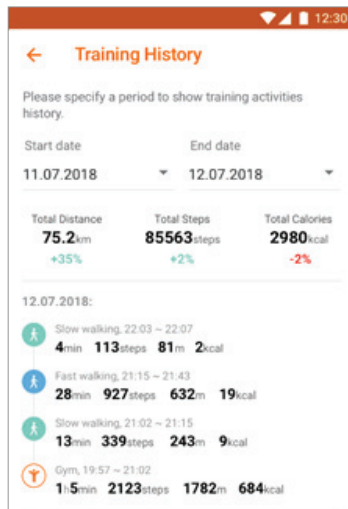 12:30
Training History
Please specify a period to show training activities
history.
Start date End date
11.07.2018 12.07.2018
Total Distance Total Steps Total Calories
75.2km 85563steps 2980kcal
+35% +2% -2%
12.07.2018:
Slow walking, 22:03 ~ 22:07
4min 113steps 81m 2kcal
Fast walking, 21:15 ~ 21:43
28min 927steps 632m 19kcal
Slow walking, 21:02 ~ 21:15
13min 339steps 243m 9kcal
Gym, 19:57 ~ 21:02
1h5min 2123steps 1782m 684kcal